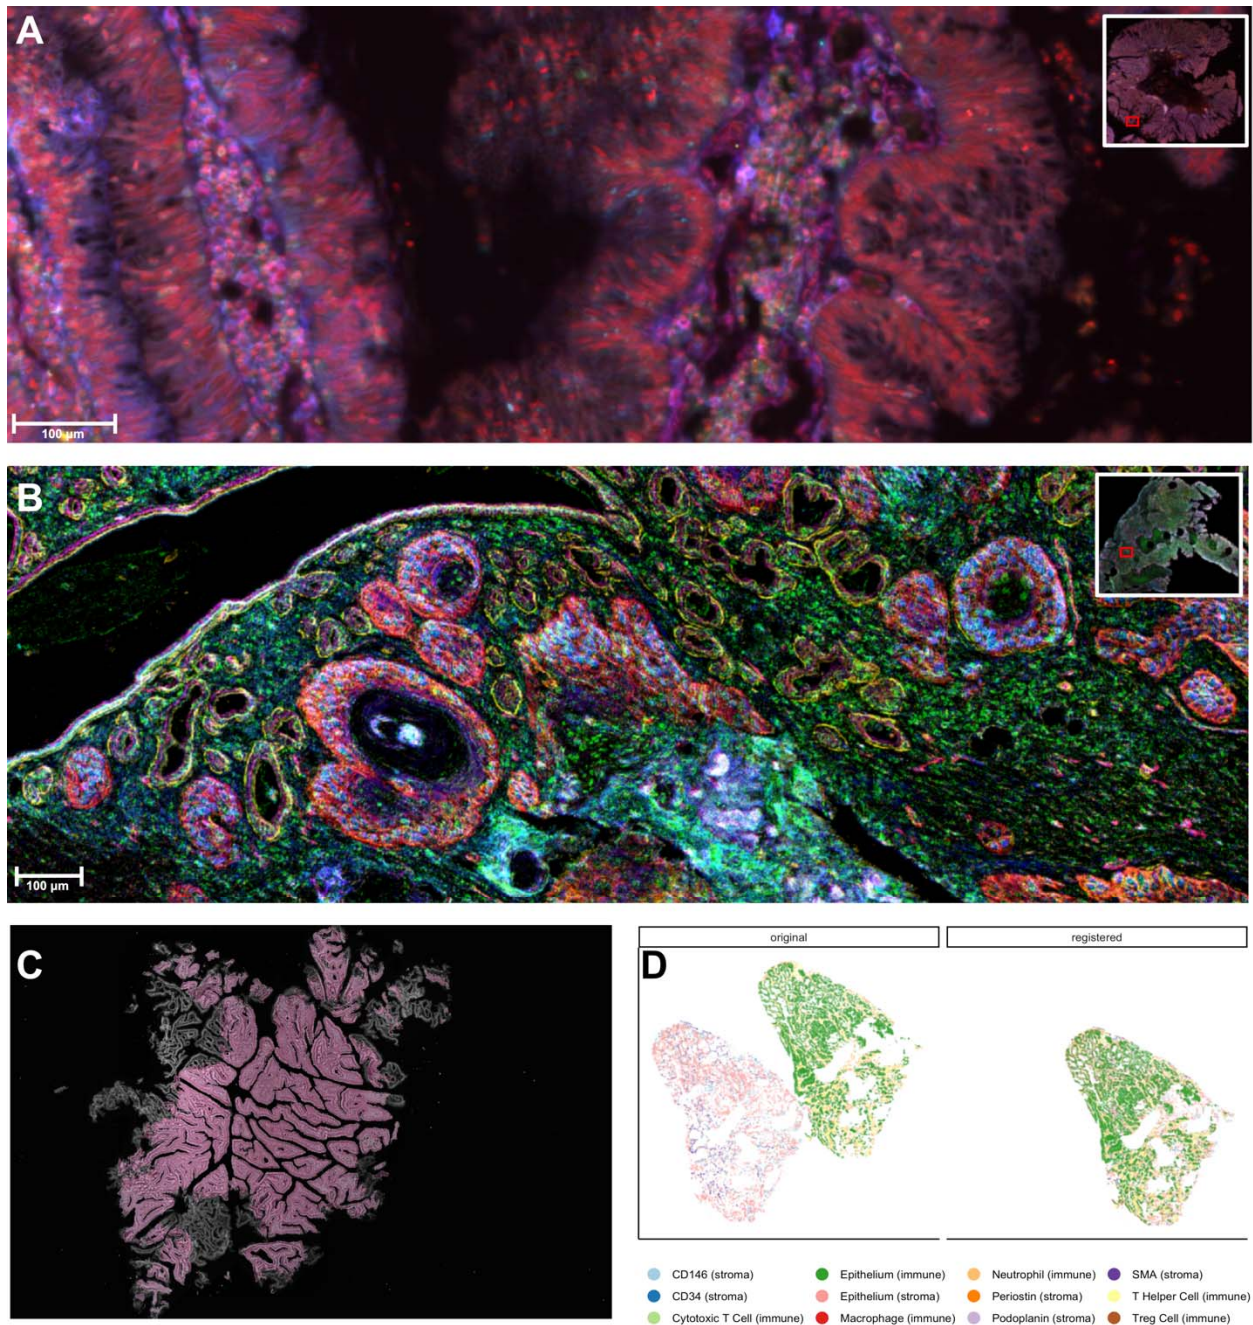 A
100 μm
B
100 μm
C
D
original
registered
CD146 (stroma)
Epithelium (immune)
Neutrophil (immune)
SMA (stroma)
CD34 (stroma)
Epithelium (stroma)
Periostin (stroma)
T Helper Cell (immune)
Cytotoxic T Cell (immune)
Macrophage (immune)
Podoplanin (stroma)
Treg Cell (immune)